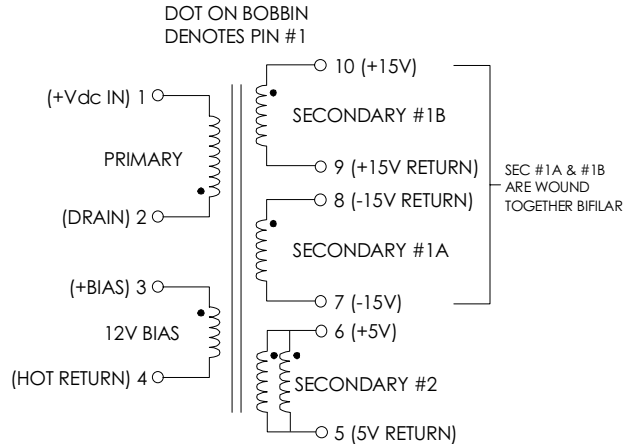 DOT ON BOBBIN
DENOTES PIN #1
10 (+15V)
(+Vdc IN) 1
SECONDARY #1B
PRIMARY
9 (+15V RETURN)
SEC #1A & #1B
ARE WOUND
TOGETHER BIFILAR
8 (-15V RETURN)
(DRAIN) 2
SECONDARY #1A
(+BIAS) 3
7 (-15V)
12V BIAS
6 (+5V)
(HOT RETURN) 4
SECONDARY #2
5 (5V RETURN)